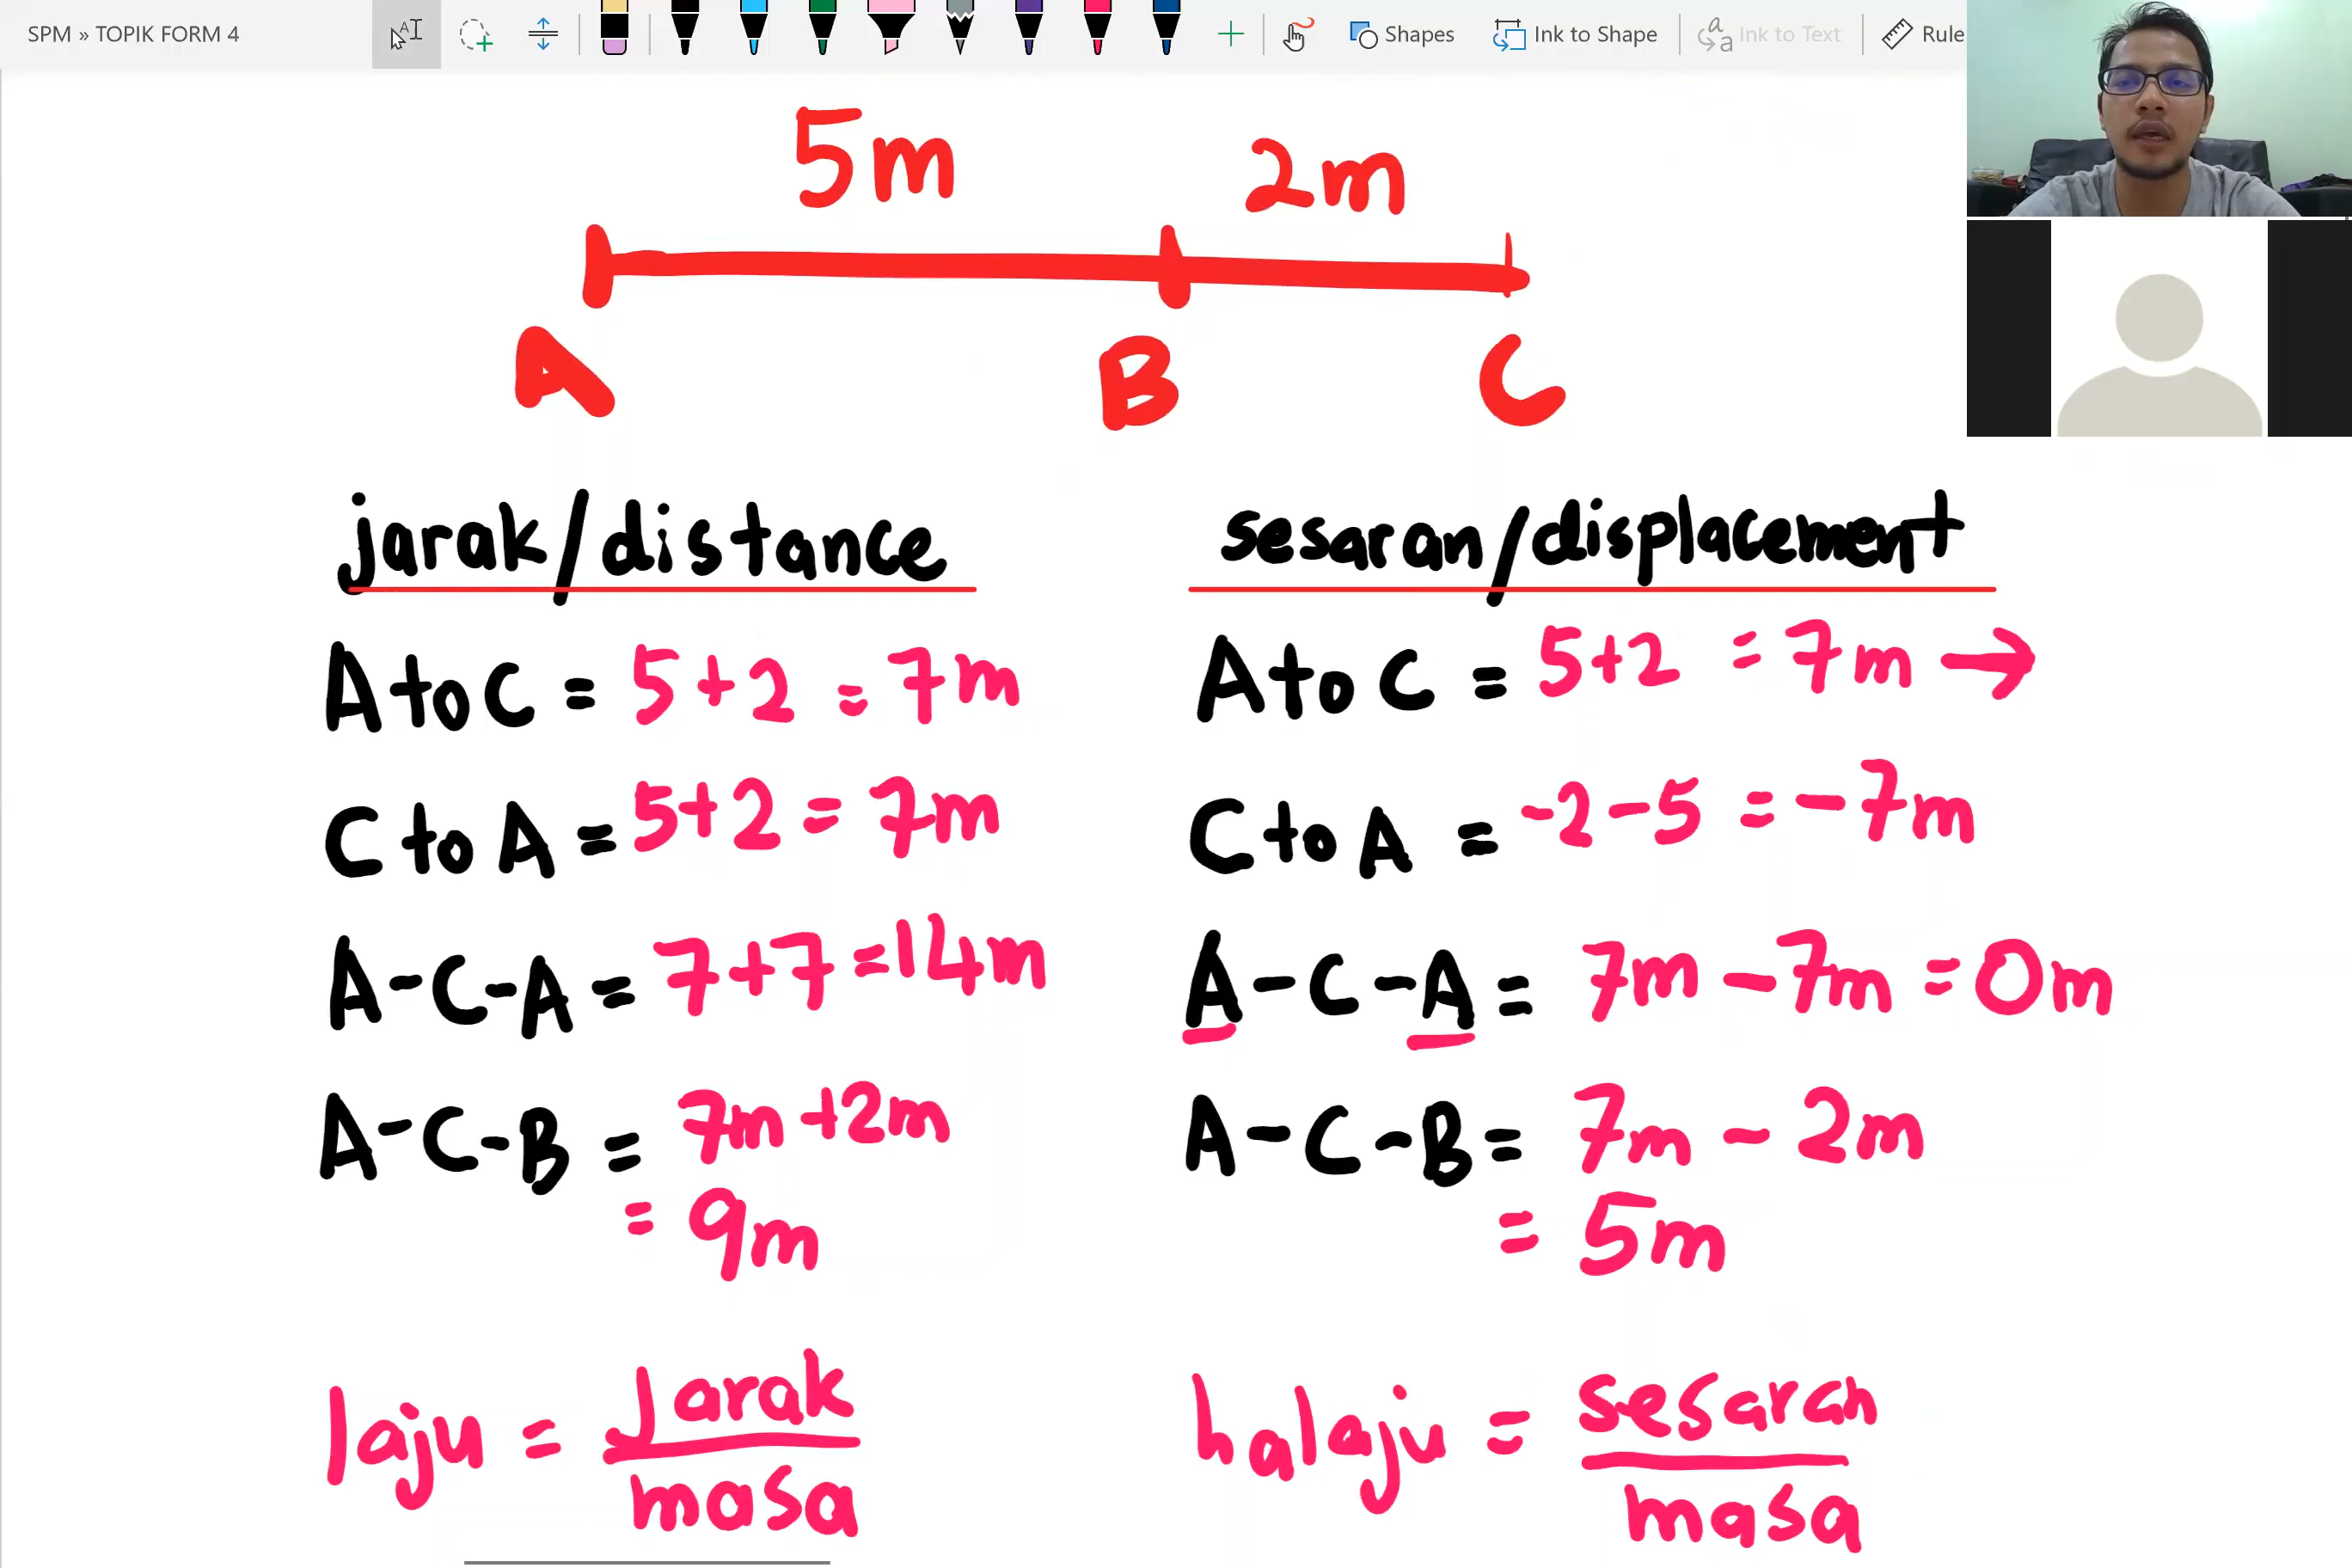 SPM » TOPIK FORM 4
Shapes
Ink to Shape
Ink to Text
Rule
5m 2m
A B C
jarak/distance
A to C = 5+2 = 7m
C to A = 5+2 = 7m
A-C-A = 7+7 = 14m
A-C-B = 7m +2m
= 9m
laju = Jarak
masa
sesaran/displacement
A to C = 5+2 = 7m →
C to A = -2-5 = -7m
A-C-A = 7m - 7m = 0m
A-C-B = 7m - 2m
= 5m
halaju = sesaran
masa